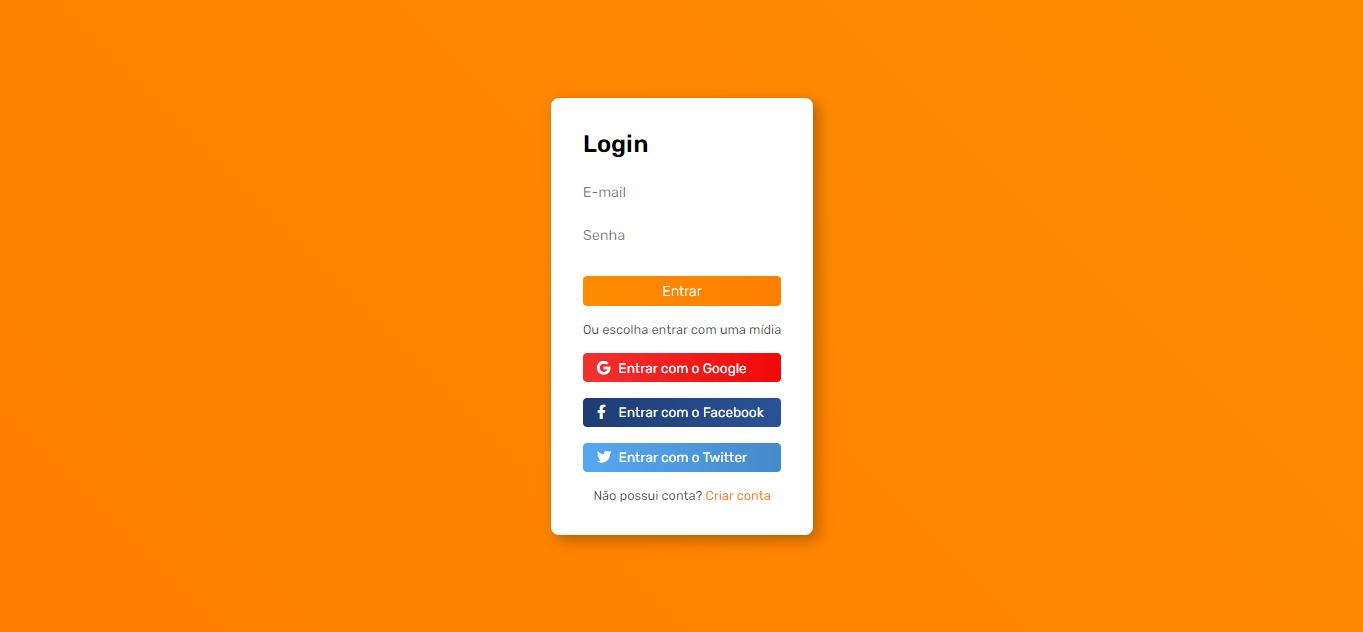 Login
E-mail
Senha
Entrar
Ou escolha entrar com uma mídia
Entrar com o Google
Entrar com o Facebook
Entrar com o Twitter
Não possui conta? Criar conta